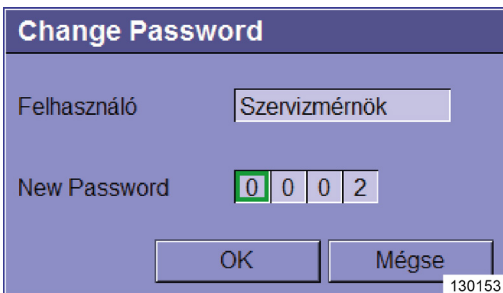 Change Password
Felhasználó Szervizmérnök
New Password 0 0 0 2
OK Mégse
130153